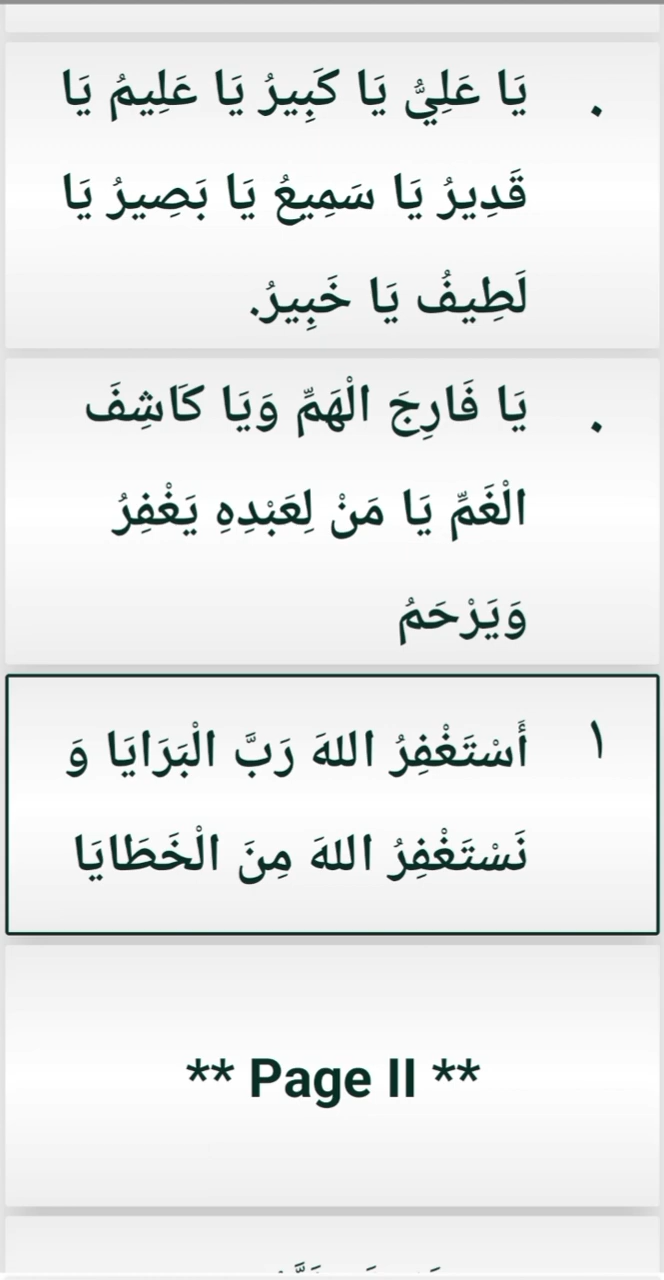 يَا عَلِيُّ يَا كَبِيرُ يَا عَلِيمُ يَا
قَدِيرُ يَا سَمِيعُ يَا بَصِيرُ يَا
لَطِيفُ يَا خَبِيرُ.
يَا فَارِجَ الْهَمِّ وَيَا كَاشِفَ
الْغَمِّ يَا مَنْ لِعَبْدِهِ يَغْفِرُ
وَيَرْحَمُ
١ أَسْتَغْفِرُ اللهَ رَبَّ الْبَرَايَا وَ
نَسْتَغْفِرُ اللهَ مِنَ الْخَطَايَا
** Page II **